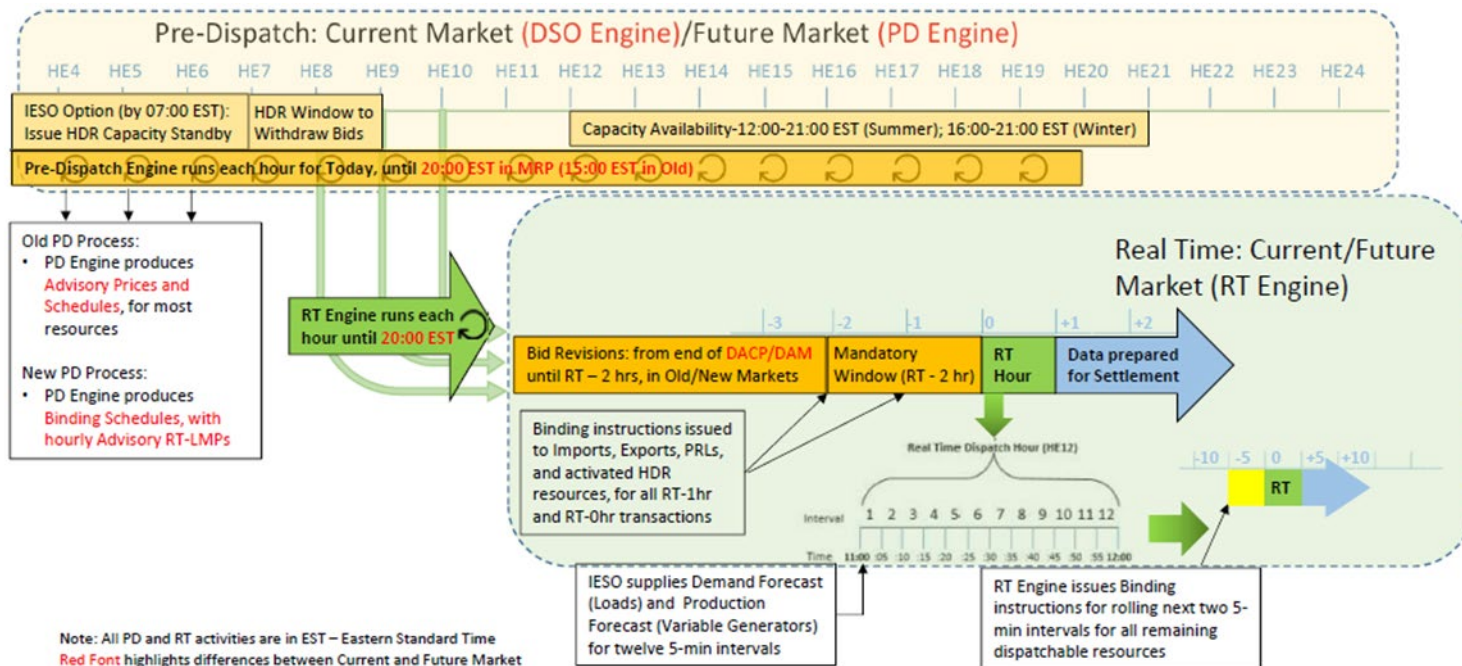 Pre-Dispatch: Current Market (DSO Engine)/Future Market (PD Engine)
HE4 HE5 HE6 HE7 HE8 HE9 HE10 HE11 HE12 HE13 HE14 HE15 HE16 HE17 HE18 HE19 HE20 HE21 HE22 HE23 HE24
IESO Option (by 07:00 EST):
Issue HDR Capacity Standby
HDR Window to
Withdraw Bids
Capacity Availability-12:00-21:00 EST (Summer); 16:00-21:00 EST (Winter)
Pre-Dispatch Engine runs each hour for Today, until 20:00 EST in MRP (15:00 EST in Old)
Old PD Process:
• PD Engine produces
Advisory Prices and
Schedules, for most
resources
New PD Process:
• PD Engine produces
Binding Schedules, with
hourly Advisory RT-LMPs
RT Engine runs each
hour until 20:00 EST
Real Time: Current/Future
Market (RT Engine)
-3 -2 -1 0 +1 +2
Bid Revisions: from end of DACP/DAM
until RT – 2 hrs, in Old/New Markets
Mandatory
Window (RT - 2 hr)
RT
Hour
Data prepared
for Settlement
Binding instructions issued
to Imports, Exports, PRLs,
and activated HDR
resources, for all RT-1hr
and RT-0hr transactions
Real Time Dispatch Hour (HE12)
Interval 1 2 3 4 5 6 7 8 9 10 11 12
Time 11:00 :05 :10 :15 :20 :25 :30 :35 :40 :45 :50 :55 12:00
-10 -5 0 +5 +10
RT
IESO supplies Demand Forecast
(Loads) and Production
Forecast (Variable Generators)
for twelve 5-min intervals
RT Engine issues Binding
instructions for rolling next two 5-
min intervals for all remaining
dispatchable resources
Note: All PD and RT activities are in EST – Eastern Standard Time
Red Font highlights differences between Current and Future Market